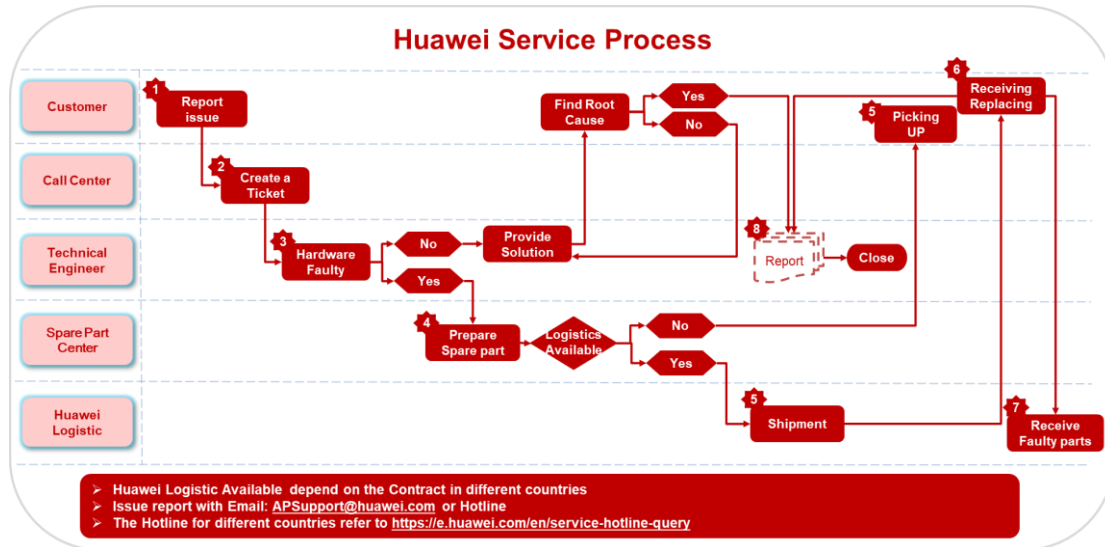 Huawei Service Process
Customer
1
Report
issue
Find Root
Cause
Yes
No
5
Picking
UP
6
Receiving
Replacing
Call Center
2
Create a
Ticket
Technical
Engineer
3
Hardware
Faulty
No
Yes
Provide
Solution
8
Report
Close
Spare Part
Center
4
Prepare
Spare part
Logistics
Available
No
Yes
Huawei
Logistic
5
Shipment
7
Receive
Faulty parts
➢ Huawei Logistic Available depend on the Contract in different countries
➢ Issue report with Email: APSupport@huawei.com or Hotline
➢ The Hotline for different countries refer to https://e.huawei.com/en/service-hotline-query